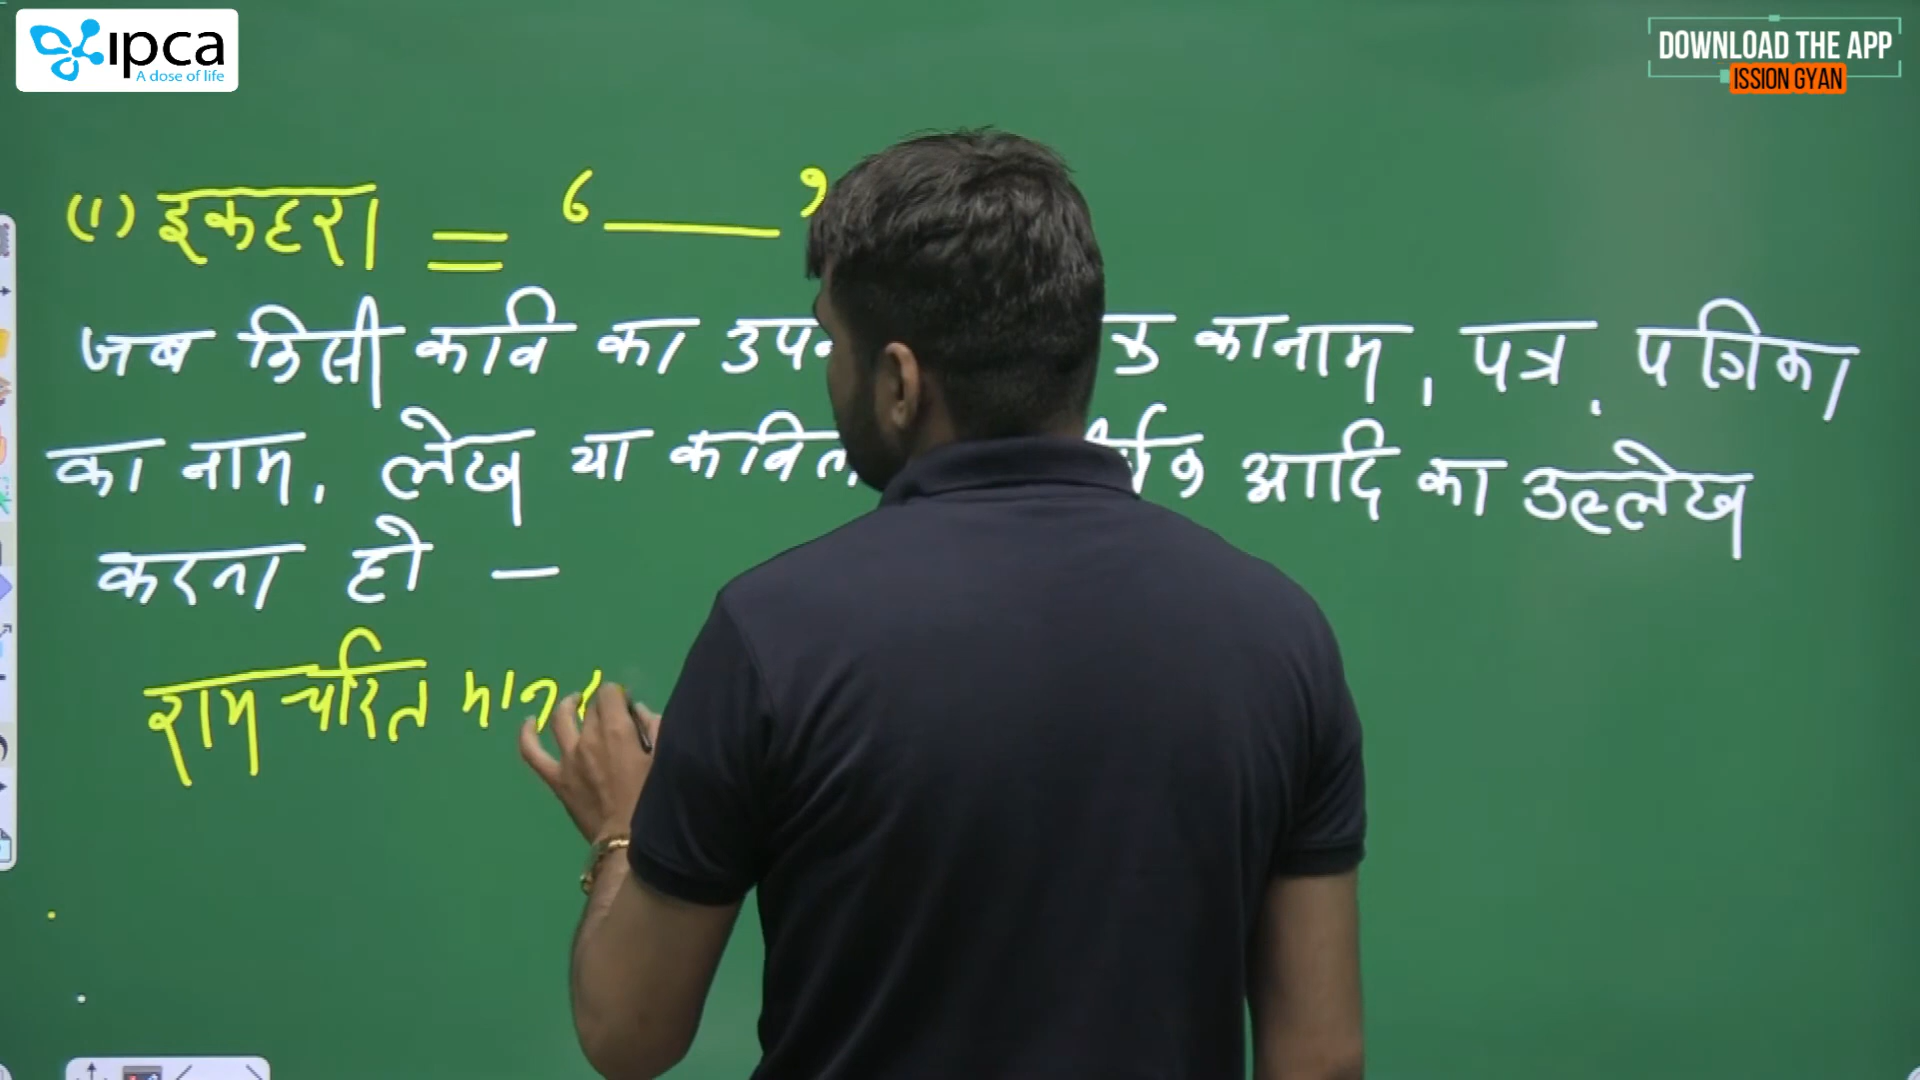 ipca
A dose of life
DOWNLOAD THE APP
ISSION GYAN
(1) इकहरा = ‘ — ’
जब किसी कवि का उप का नाम, पत्र, पत्रिका
का नाम, लेख या आदि का उल्लेख
करना हो –
राम चरित मान